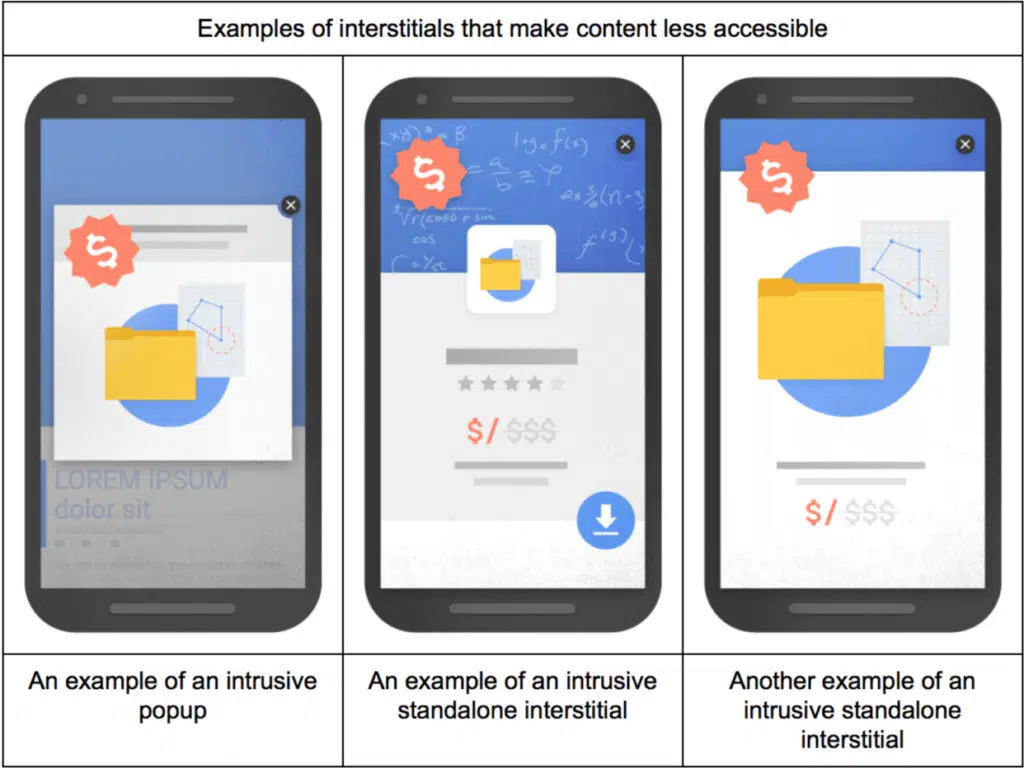 Examples of interstitials that make content less accessible
$
LOREM IPSUM
dolor sit
$
$/ $$$
$
$/ $$$
An example of an intrusive
popup
An example of an intrusive
standalone interstitial
Another example of an
intrusive standalone
interstitial